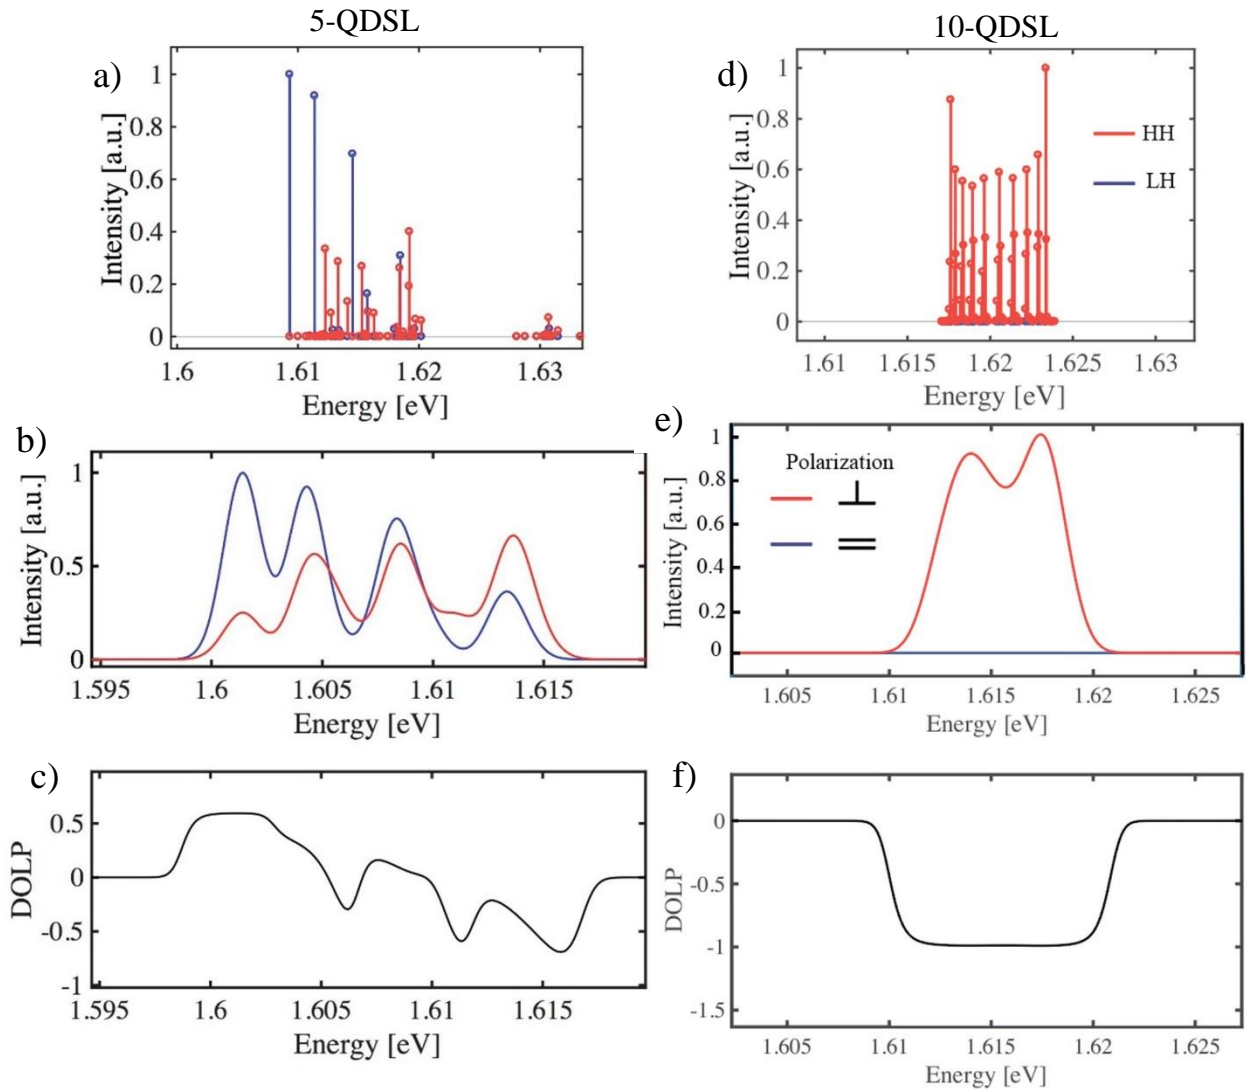 5-QDSL
10-QDSL
a)
Intensity [a.u.]
1
0.8
0.6
0.4
0.2
0
1.6
1.61
1.62
1.63
Energy [eV]
d)
Intensity [a.u.]
1
0.8
0.6
0.4
0.2
0
HH
LH
1.61
1.615
1.62
1.625
1.63
Energy [eV]
b)
Intensity [a.u.]
1
0.5
0
1.595
1.6
1.605
1.61
1.615
Energy [eV]
e)
Intensity [a.u.]
1
0.8
0.6
0.4
0.2
0
Polarization
1.605
1.61
1.615
1.62
1.625
Energy [eV]
c)
DOLP
0.5
0
-0.5
-1
1.595
1.6
1.605
1.61
1.615
Energy [eV]
f)
DOLP
0
-0.5
-1
-1.5
1.605
1.61
1.615
1.62
1.625
Energy [eV]